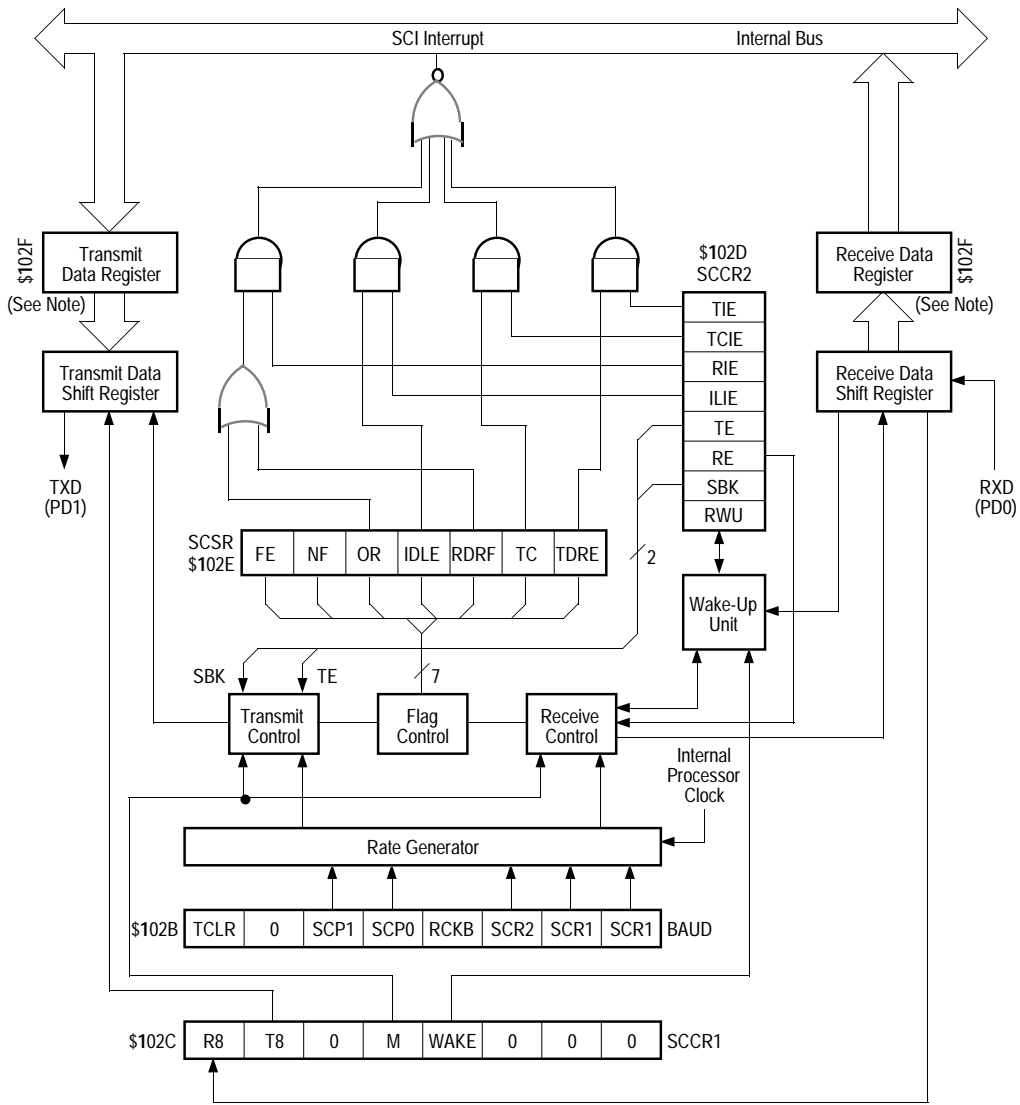 SCI Interrupt
Internal Bus
$102F
Transmit
Data Register
(See Note)
$102D
SCCR2
Receive Data
Register
$102F
(See Note)
TIE
TCIE
RIE
ILIE
TE
RE
SBK
RWU
Transmit Data
Shift Register
Receive Data
Shift Register
TXD
(PD1)
RXD
(PD0)
SCSR
$102E
FE NF OR IDLE RDRF TC TDRE
2
Wake-Up
Unit
SBK
TE
7
Transmit
Control
Flag
Control
Receive
Control
Internal
Processor
Clock
Rate Generator
$102B TCLR 0 SCP1 SCP0 RCKB SCR2 SCR1 SCR1 BAUD
$102C R8 T8 0 M WAKE 0 0 0 SCCR1